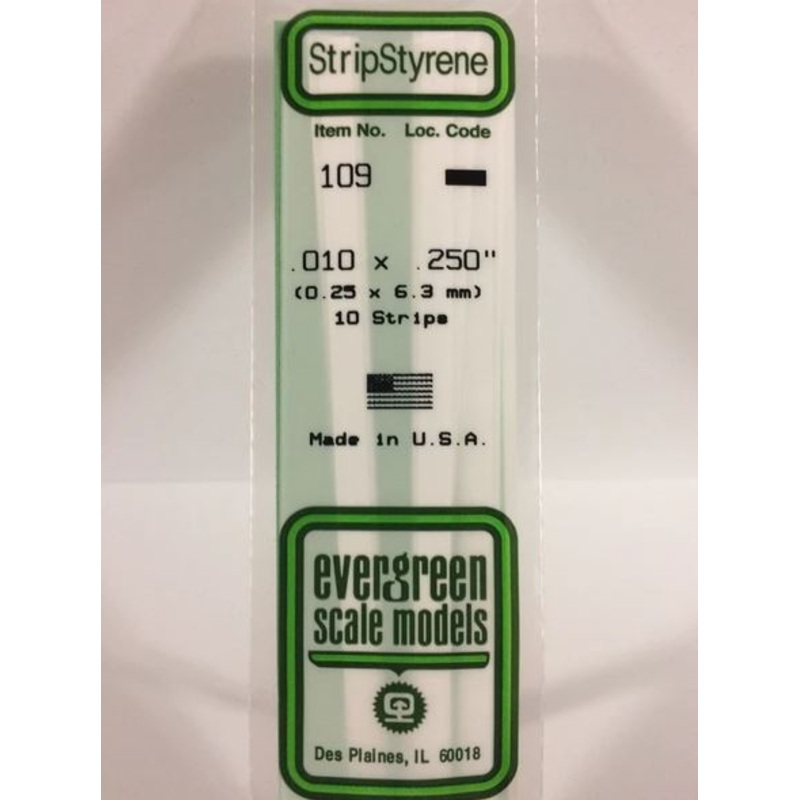 StripStyrene
Item No. Loc. Code
109
.010 x .250"
(0.25 x 6.3 mm)
10 Strips
Made in U.S.A.
evergreen
scale models
Des Plaines, IL 60018